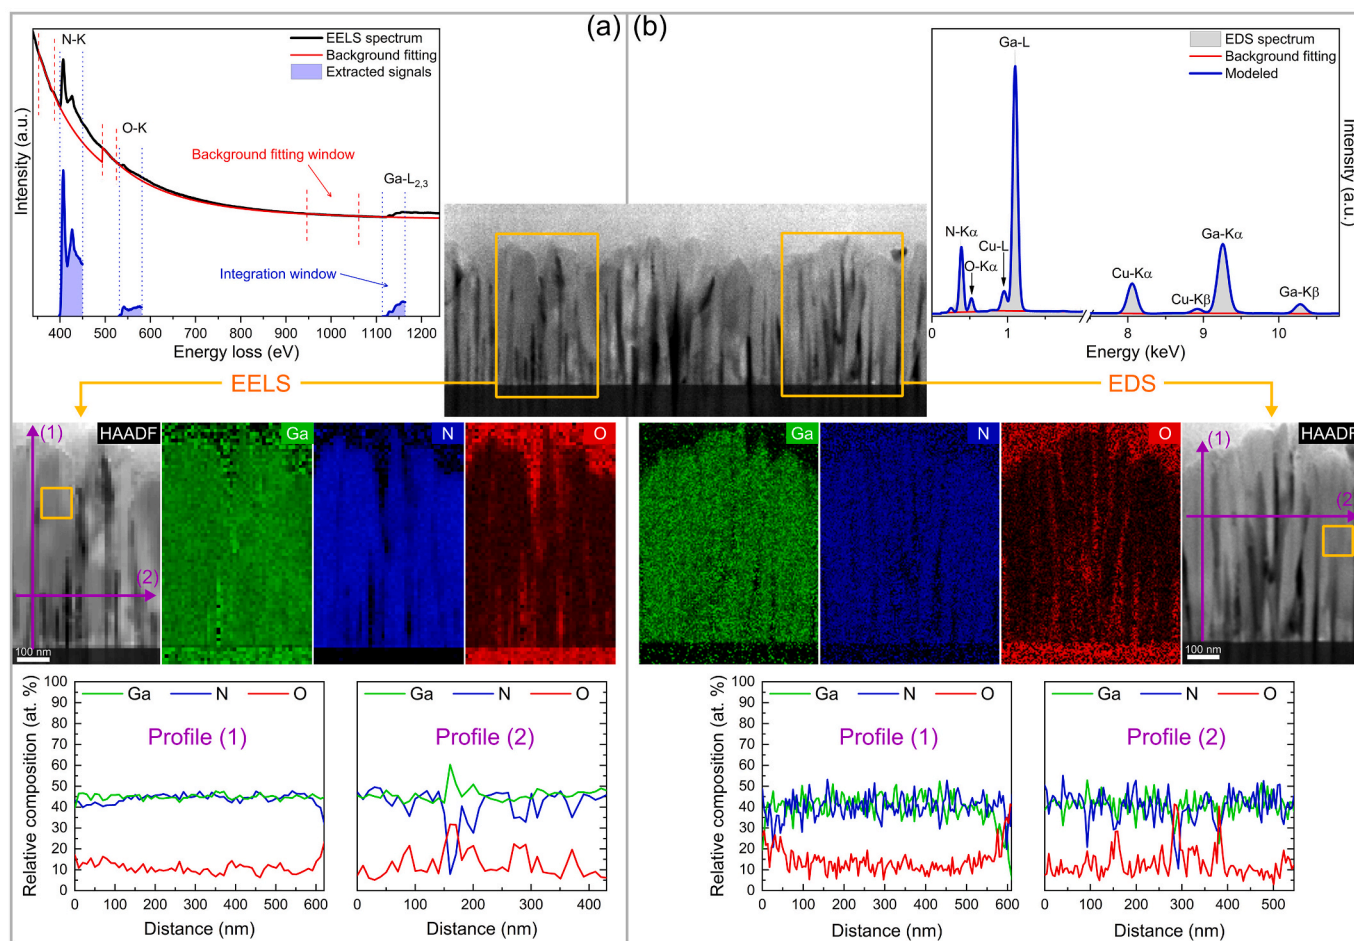 (a)
N-K
EELS spectrum
Background fitting
Extracted signals
O-K
Background fitting window
Ga-L2,3
Integration window
Intensity (a.u.)
400 500 600 700 800 900 1000 1100 1200
Energy loss (eV)
(b)
Ga-L
EDS spectrum
Background fitting
Modeled
N-Kα
O-Kα
Cu-L
Cu-Kα
Cu-Kβ
Ga-Kα
Ga-Kβ
Intensity (a.u.)
0 1 8 9 10
Energy (keV)
EELS
EDS
(1)
HAADF
(2)
100 nm
Ga
N
O
Ga
N
O
(1)
HAADF
(2
100 nm
Relative composition (at. %)
100
90
80
70
60
50
40
30
20
10
0
Ga N O
Profile (1)
0 100 200 300 400 500 600
Distance (nm)
Ga N O
Profile (2)
0 100 200 300 400
Distance (nm)
Relative composition (at. %)
100
90
80
70
60
50
40
30
20
10
0
Ga N O
Profile (1)
0 100 200 300 400 500 600
Distance (nm)
Ga N O
Profile (2)
0 100 200 300 400 500
Distance (nm)